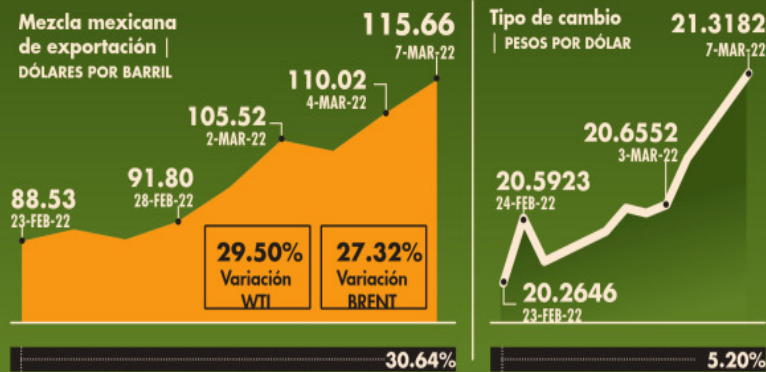 Mezcla mexicana
de exportación |
DÓLARES POR BARRIL
115.66
7-MAR-22
110.02
4-MAR-22
105.52
2-MAR-22
91.80
28-FEB-22
88.53
23-FEB-22
29.50%
Variación
WTI
27.32%
Variación
BRENT
30.64%
Tipo de cambio
| PESOS POR DÓLAR
21.3182
7-MAR-22
20.6552
3-MAR-22
20.5923
24-FEB-22
20.2646
23-FEB-22
5.20%